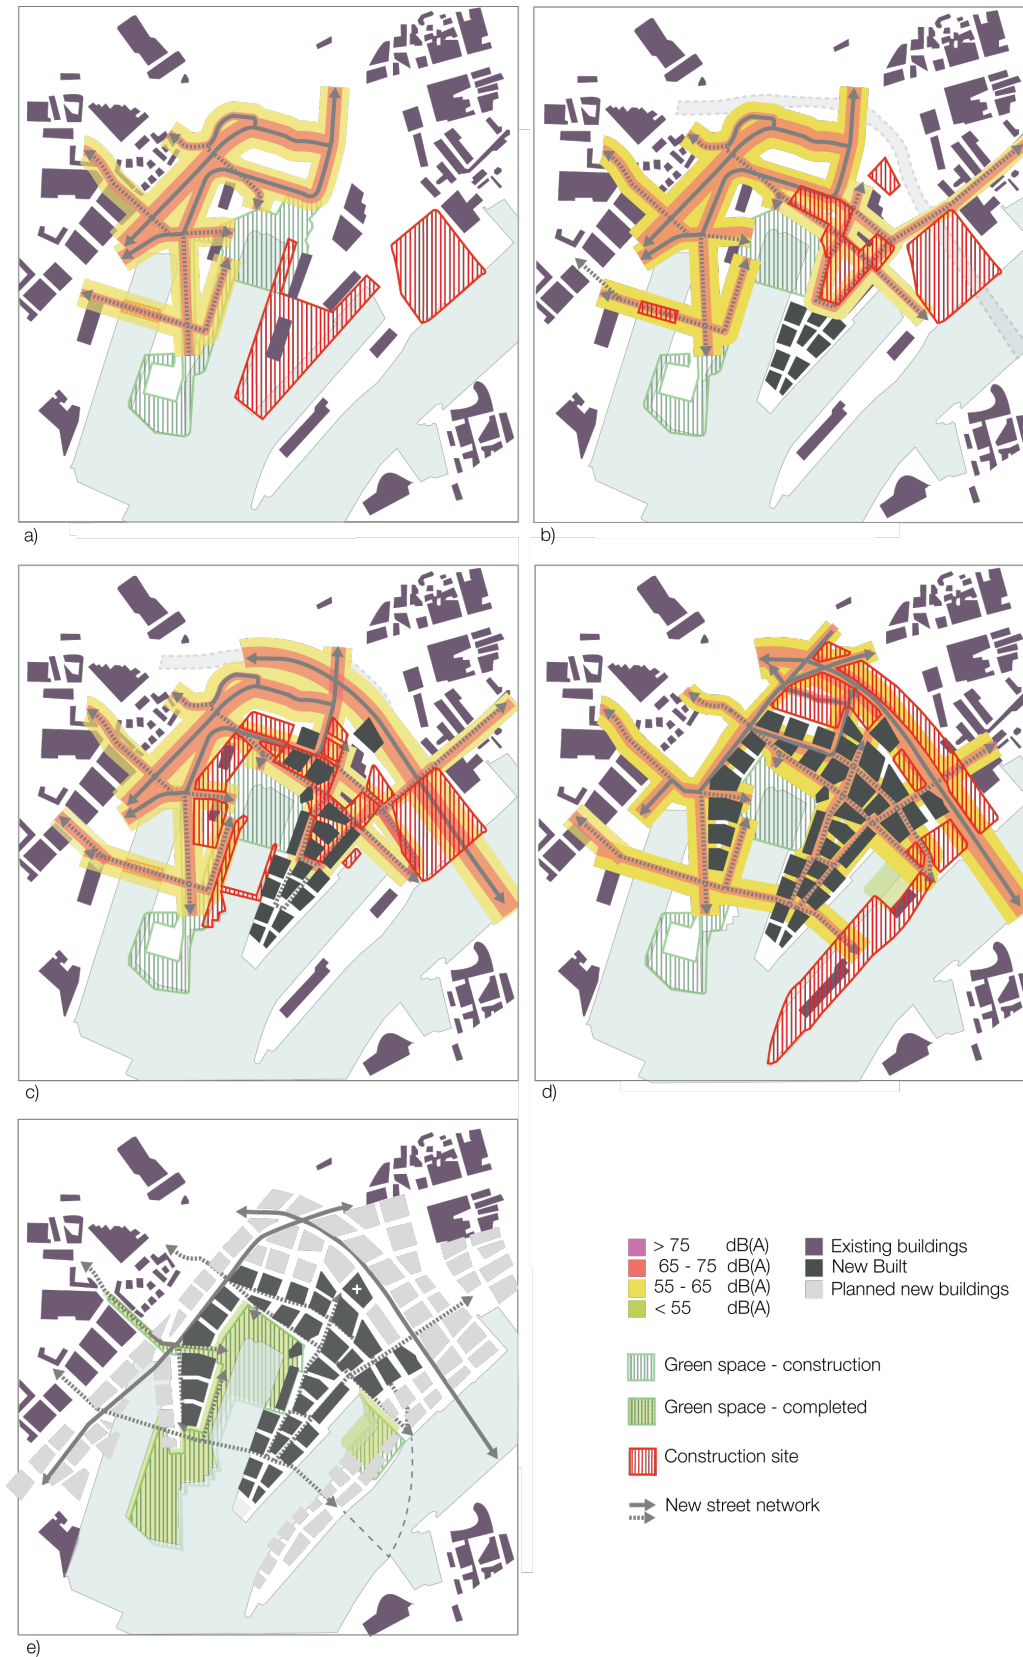 a)
b)
c)
d)
e)
> 75 dB(A)
65 - 75 dB(A)
55 - 65 dB(A)
< 55 dB(A)
Existing buildings
New Built
Planned new buildings
Green space - construction
Green space - completed
Construction site
New street network